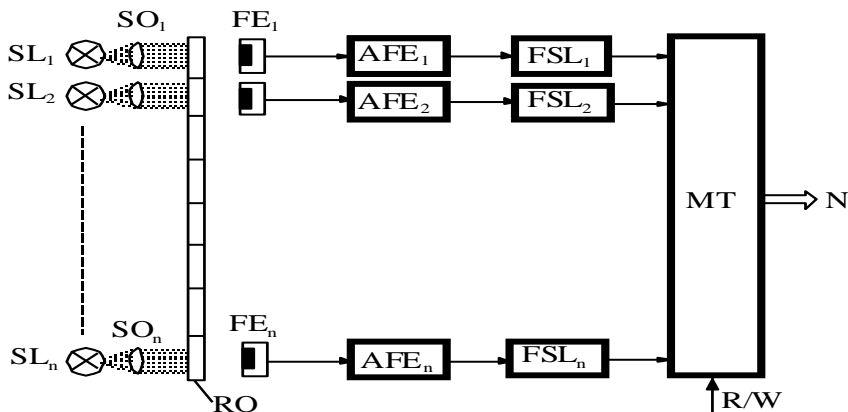 SO₁
FE₁
SL₁
AFE₁
FSL₁
SL₂
AFE₂
FSL₂
MT
N
SOₙ
FEₙ
SLₙ
AFEₙ
FSLₙ
RO
R/W